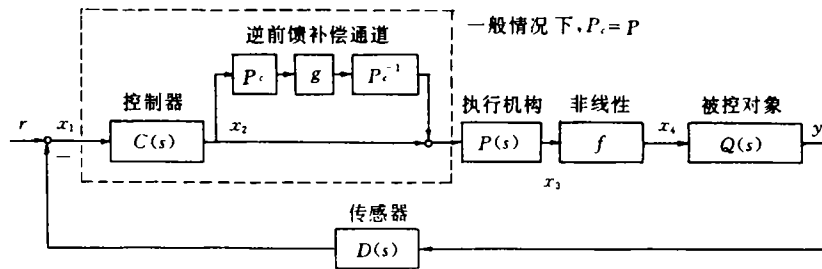 逆前馈补偿通道
一般情况下, P_c = P
P_c
g
P_c^{-1}
控制器
执行机构
非线性
被控对象
r
x_1
C(s)
x_2
P(s)
x_3
f
x_4
Q(s)
y
−
传感器
D(s)